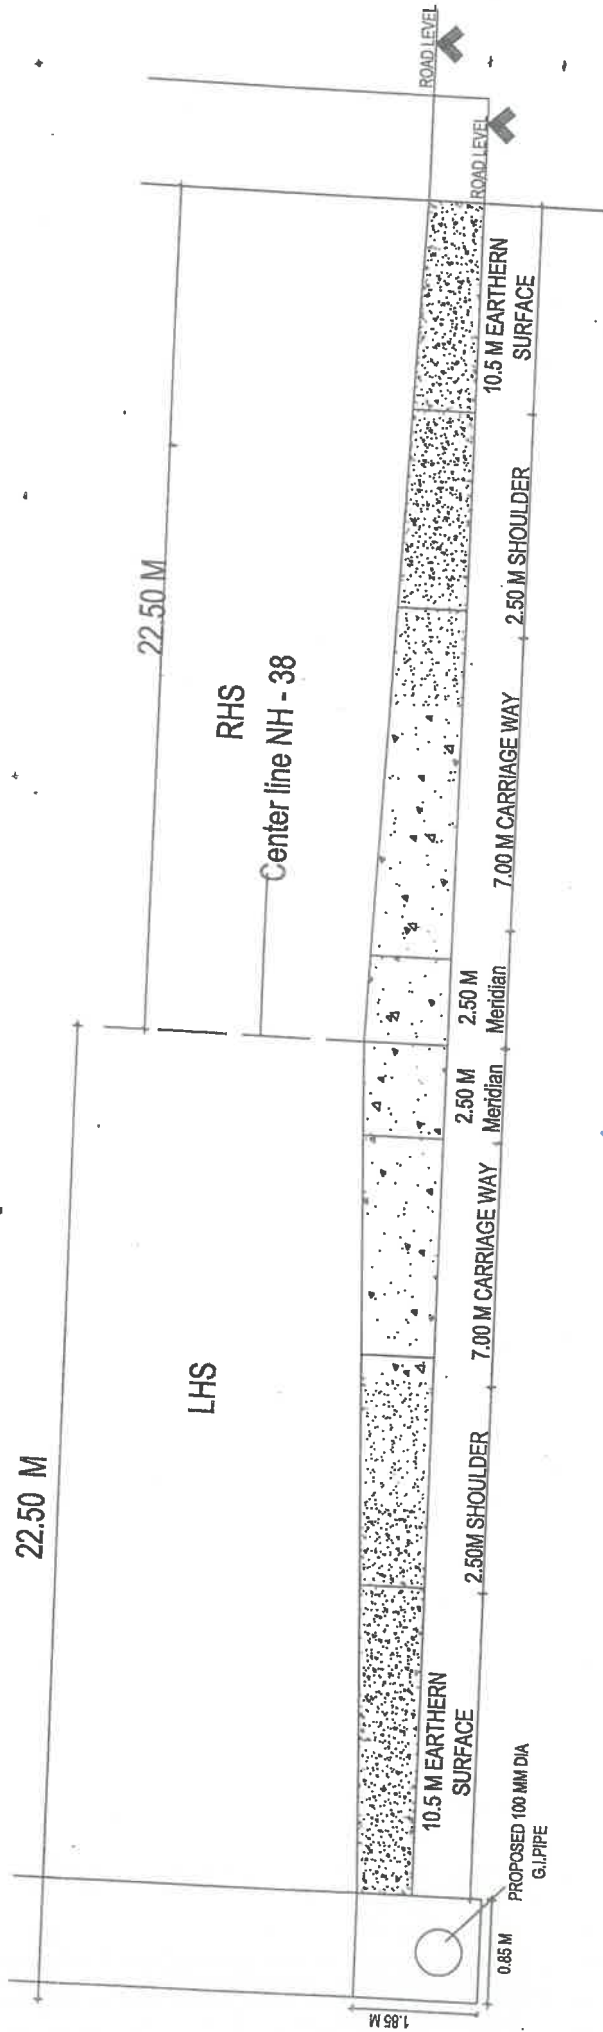 22.50 M
22.50 M
LHS
RHS
Center line NH - 38
ROAD LEVEL
ROAD LEVEL
1.85 M
0.85 M
PROPOSED 100 MM DIA
G.I.PIPE
10.5 M EARTHERN
SURFACE
2.50M SHOULDER
7.00 M CARRIAGE WAY
2.50 M
Meridian
2.50 M
Meridian
7.00 M CARRIAGE WAY
2.50 M SHOULDER
10.5 M EARTHERN
SURFACE